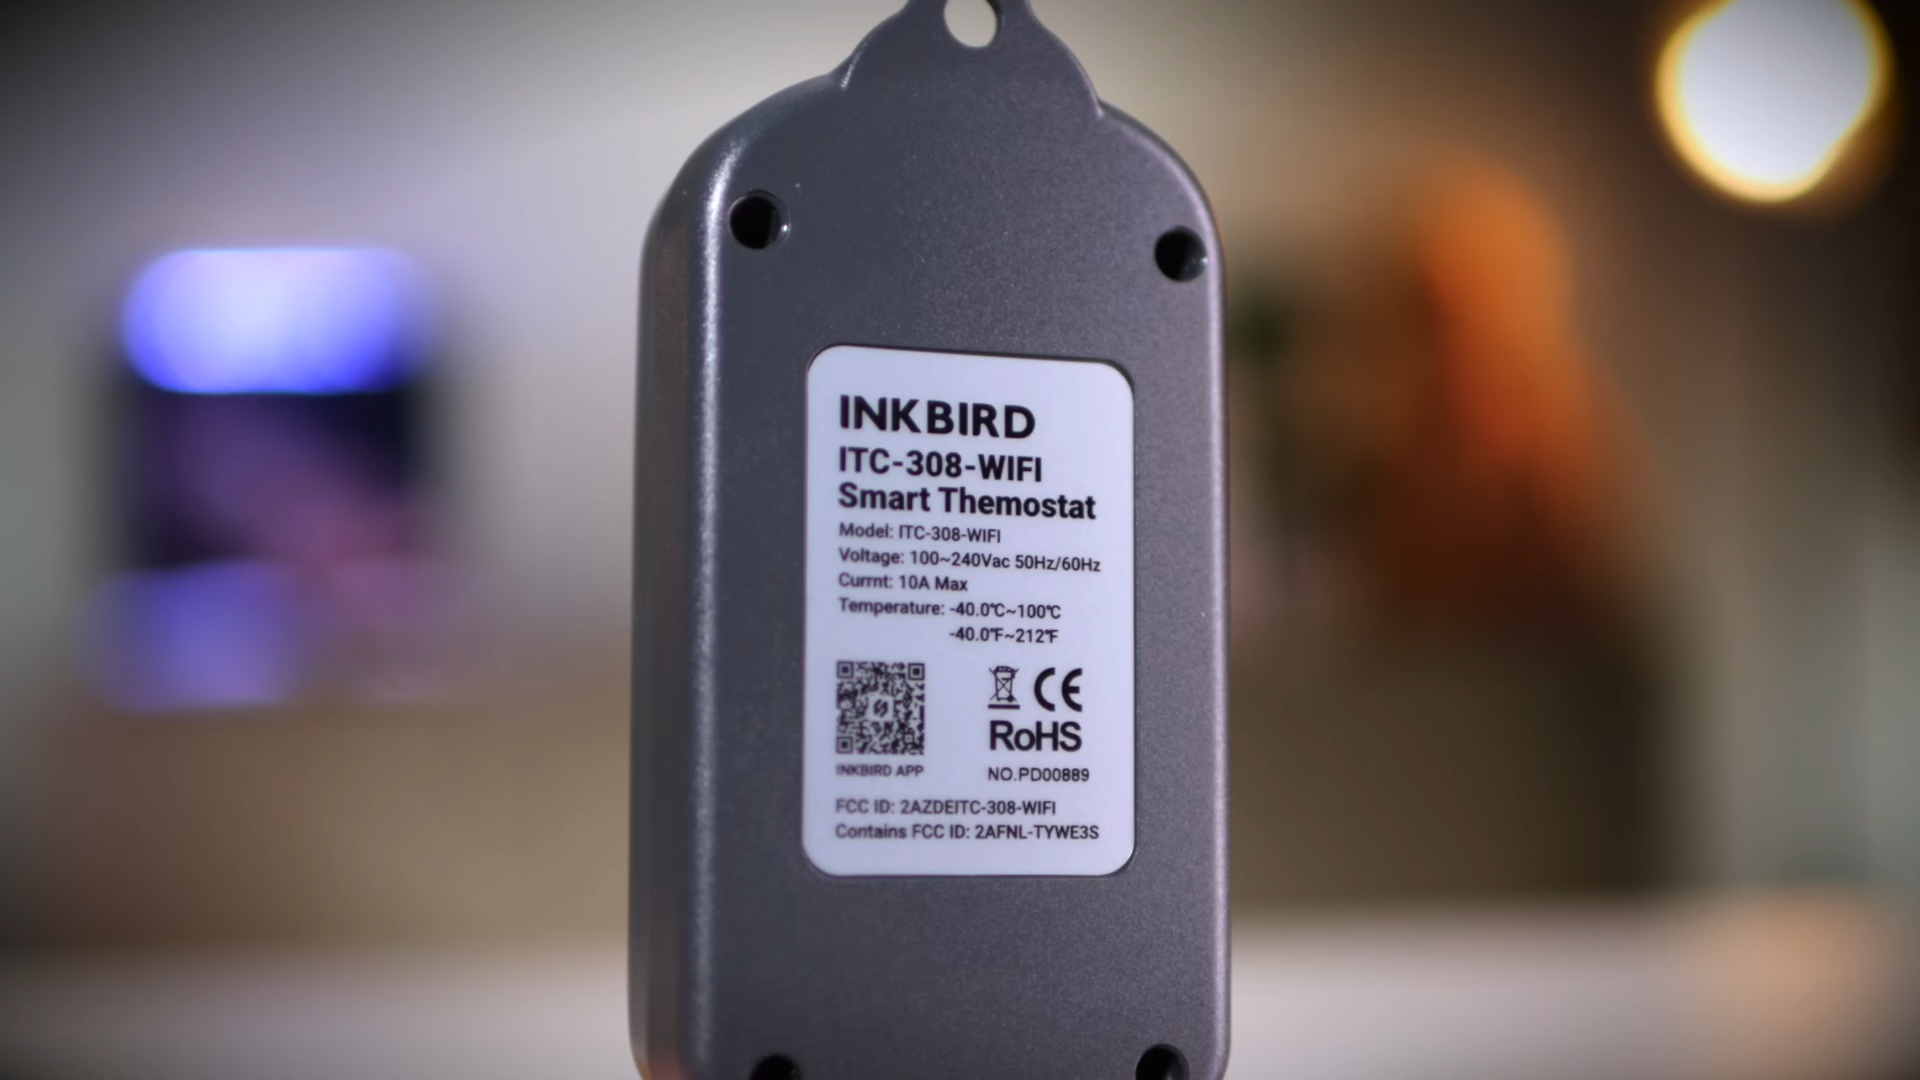 INKBIRD
ITC-308-WIFI
Smart Themostat
Model: ITC-308-WIFI
Voltage: 100~240Vac 50Hz/60Hz
Currnt: 10A Max
Temperature: -40.0℃~100℃
-40.0℉~212℉
CE
RoHS
INKBIRD APP
NO.PD00889
FCC ID: 2AZDEITC-308-WIFI
Contains FCC ID: 2AFNL-TYWE3S